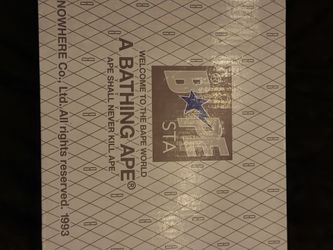 BAPE
STA
WELCOME TO THE BAPE WORLD
A BATHING APE®
APE SHALL NEVER KILL APE
NOWHERE Co., Ltd. All rights reserved. 1993